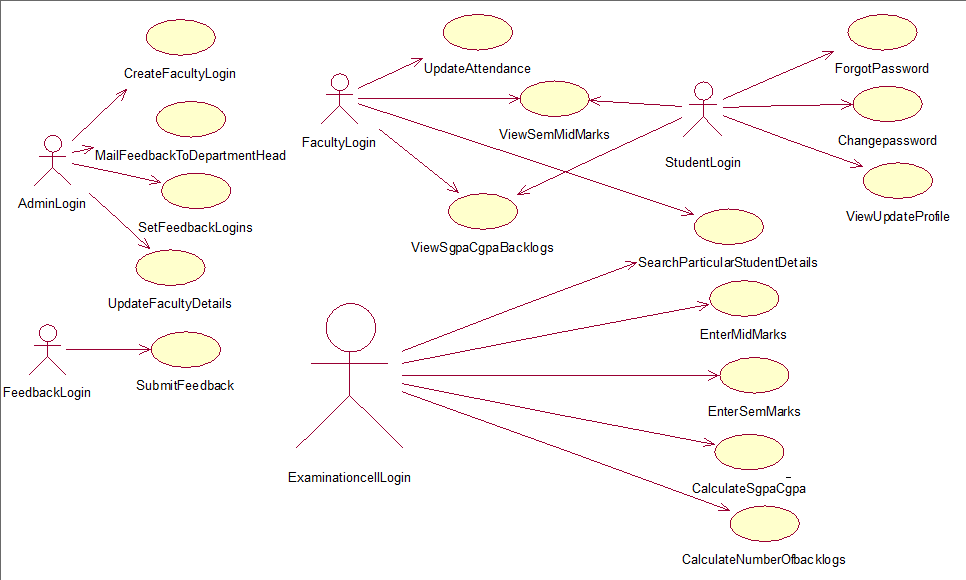 CreateFacultyLogin
UpdateAttendance
ForgotPassword
FacultyLogin
ViewSemMidMarks
Changepassword
MailFeedbackToDepartmentHead
StudentLogin
AdminLogin
ViewUpdateProfile
SetFeedbackLogins
ViewSgpaCgpaBacklogs
SearchParticularStudentDetails
UpdateFacultyDetails
EnterMidMarks
FeedbackLogin
SubmitFeedback
EnterSemMarks
ExaminationcellLogin
CalculateSgpaCgpa
CalculateNumberOfbacklogs